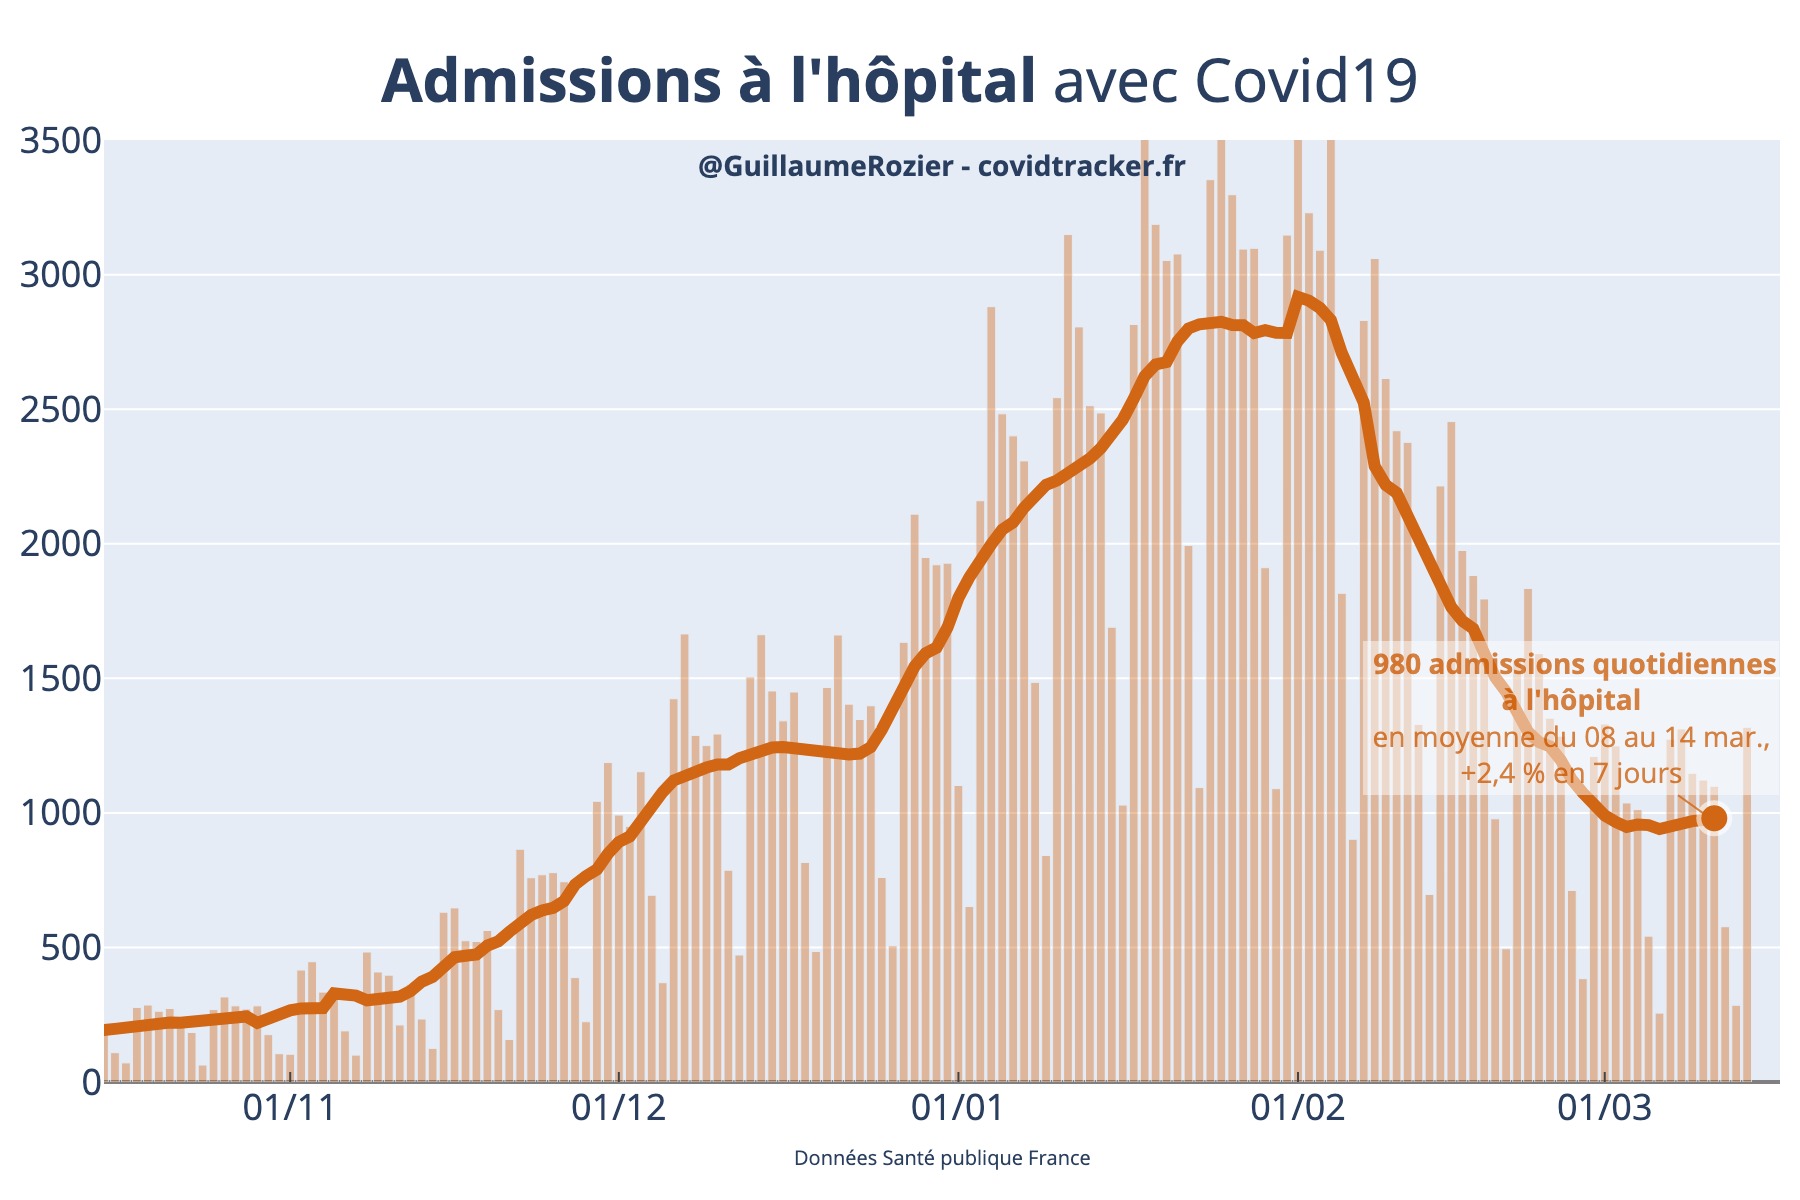 Admissions à l'hôpital avec Covid19
@GuillaumeRozier - covidtracker.fr
3500
3000
2500
2000
1500
1000
500
0
980 admissions quotidiennes
à l'hôpital
en moyenne du 08 au 14 mar.,
+2,4 % en 7 jours
01/11 01/12 01/01 01/02 01/03
Données Santé publique France